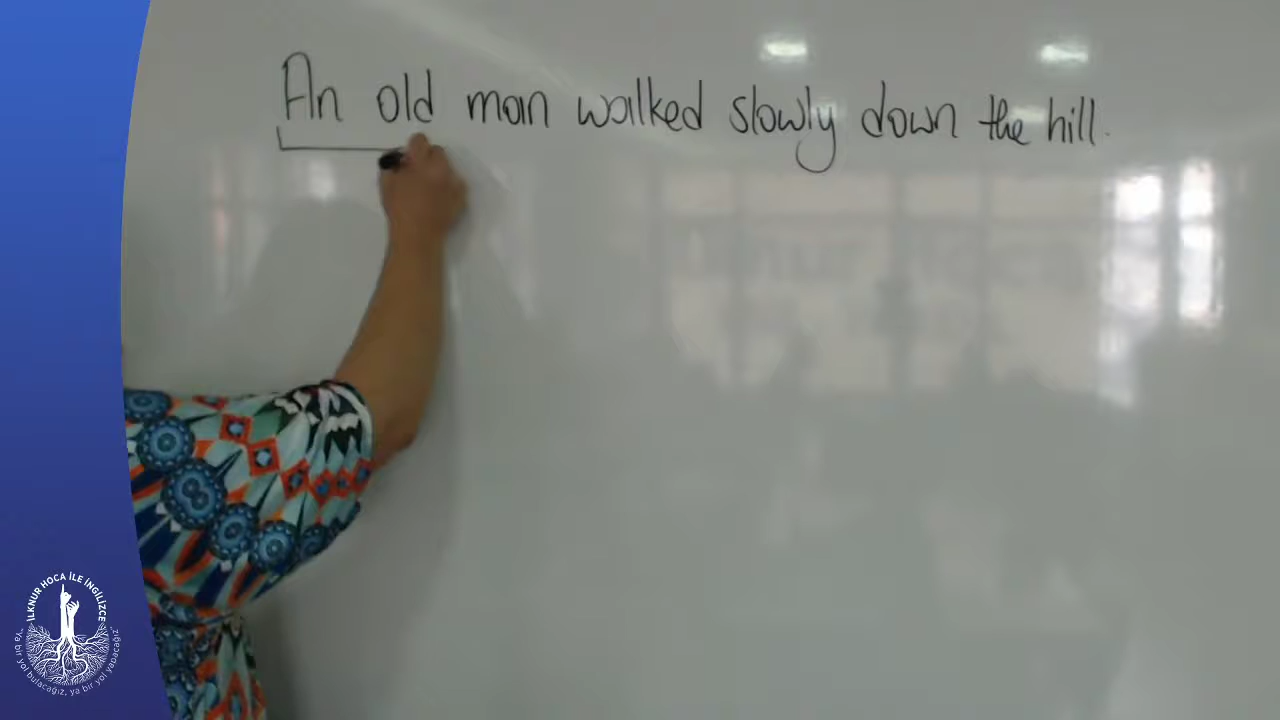 An old man walked slowly down the hill.
İLKNUR HOCA İLE İNGİLİZCE
"Ya bir yol bulacağız, ya bir yol yapacağız"